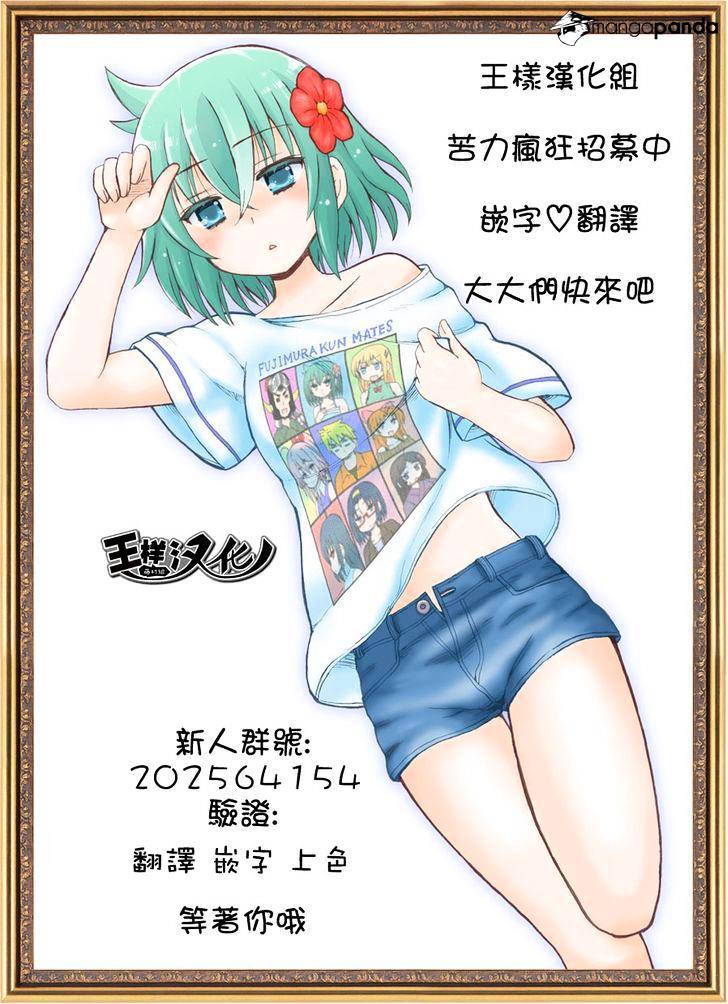 mangapanda
王樣漢化組
苦力瘋狂招募中
嵌字♡翻譯
大大們快來吧
FUJIMURA KUN MATES
王样汉化
新人群號:
202564154
驗證:
翻譯 嵌字 上色
等著你哦